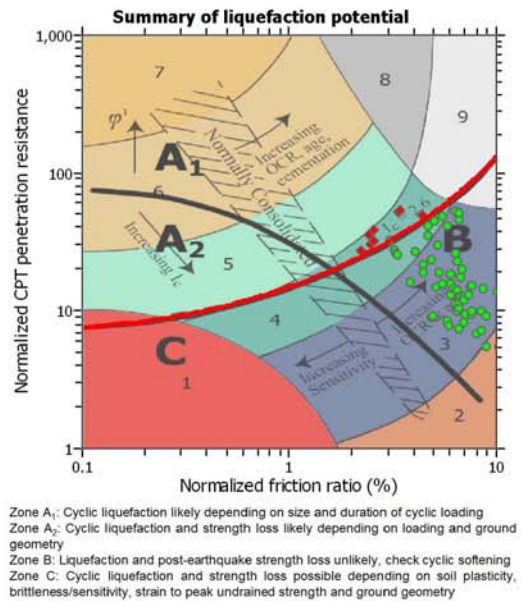 Summary of liquefaction potential
1,000
7
8
9
φ'
Increasing
OCR, age,
cementation
Normally Consolidated
A1
100
6
A2
Increasing Ic
5
Ic
2.6
B
10
4
Increasing
OCR
3
C
1
Increasing
Sensitivity
2
1
0.1
1
10
Normalized CPT penetration resistance
Normalized friction ratio (%)
Zone A1: Cyclic liquefaction likely depending on size and duration of cyclic loading
Zone A2: Cyclic liquefaction and strength loss likely depending on loading and ground
geometry
Zone B: Liquefaction and post-earthquake strength loss unlikely, check cyclic softening
Zone C: Cyclic liquefaction and strength loss possible depending on soil plasticity,
brittleness/sensitivity, strain to peak undrained strength and ground geometry